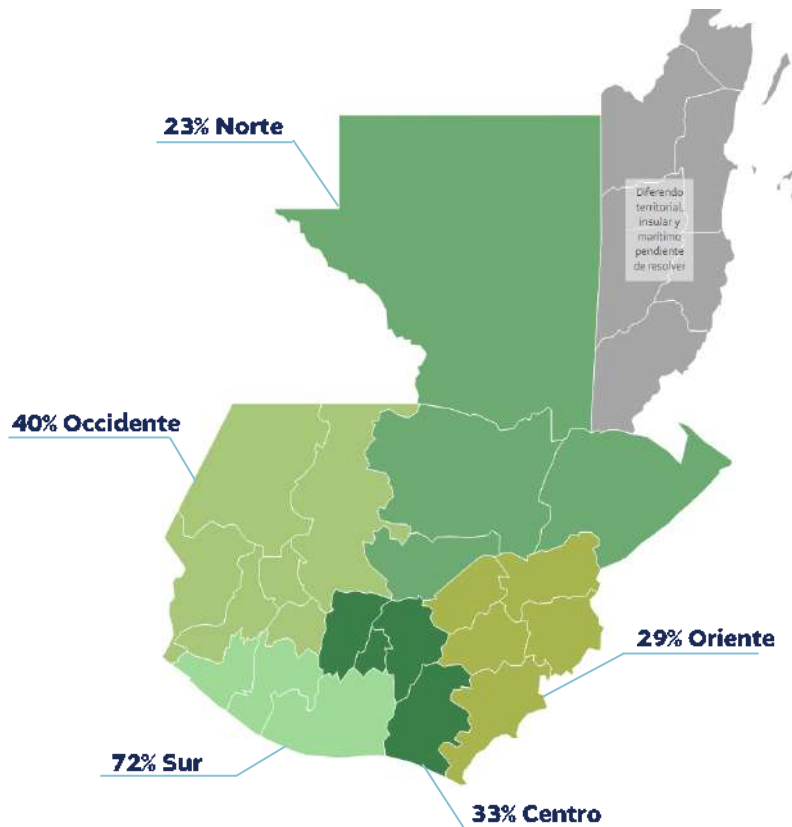 23% Norte
Diferendo
territorial,
insular y
marítimo
pendiente
de resolver
40% Occidente
29% Oriente
72% Sur
33% Centro